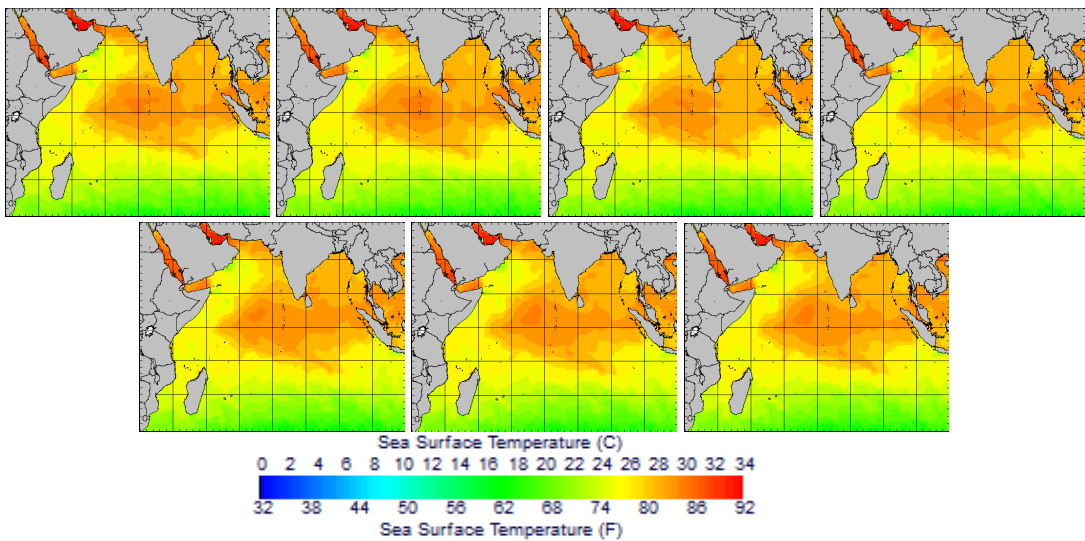 Sea Surface Temperature (C)
0 2 4 6 8 10 12 14 16 18 20 22 24 26 28 30 32 34
32 38 44 50 56 62 68 74 80 86 92
Sea Surface Temperature (F)